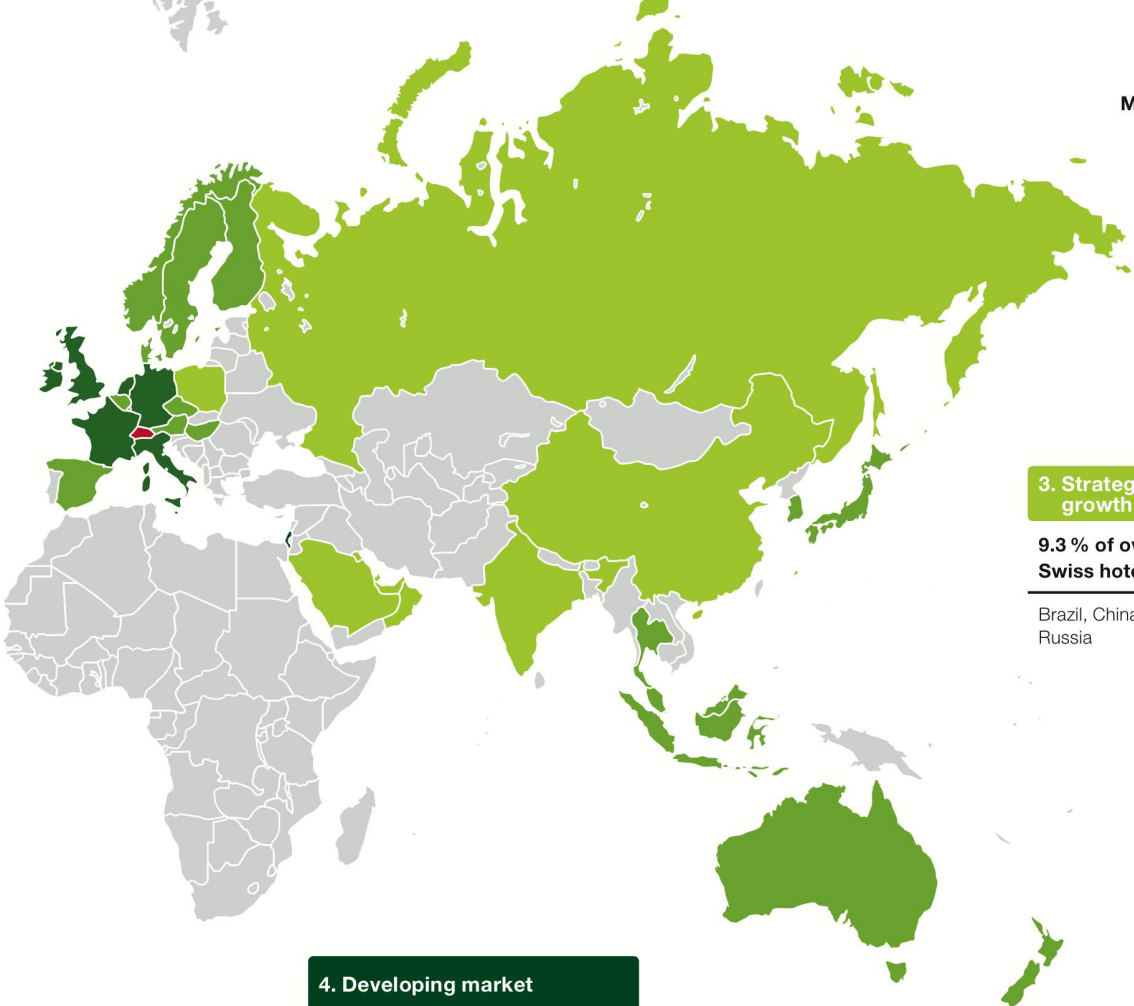 M
3. Strateg
growth
9.3 % of ov
Swiss hote
Brazil, China
Russia
4. Developing market